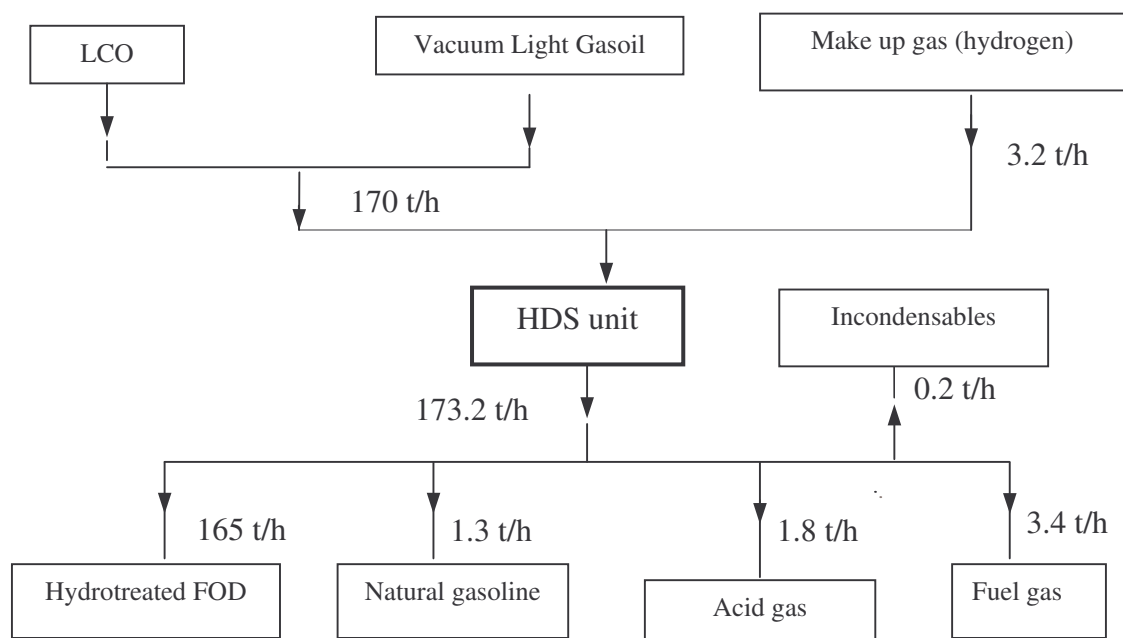 LCO
Vacuum Light Gasoil
Make up gas (hydrogen)
3.2 t/h
170 t/h
HDS unit
Incondensables
173.2 t/h
0.2 t/h
165 t/h
1.3 t/h
1.8 t/h
3.4 t/h
Hydrotreated FOD
Natural gasoline
Acid gas
Fuel gas